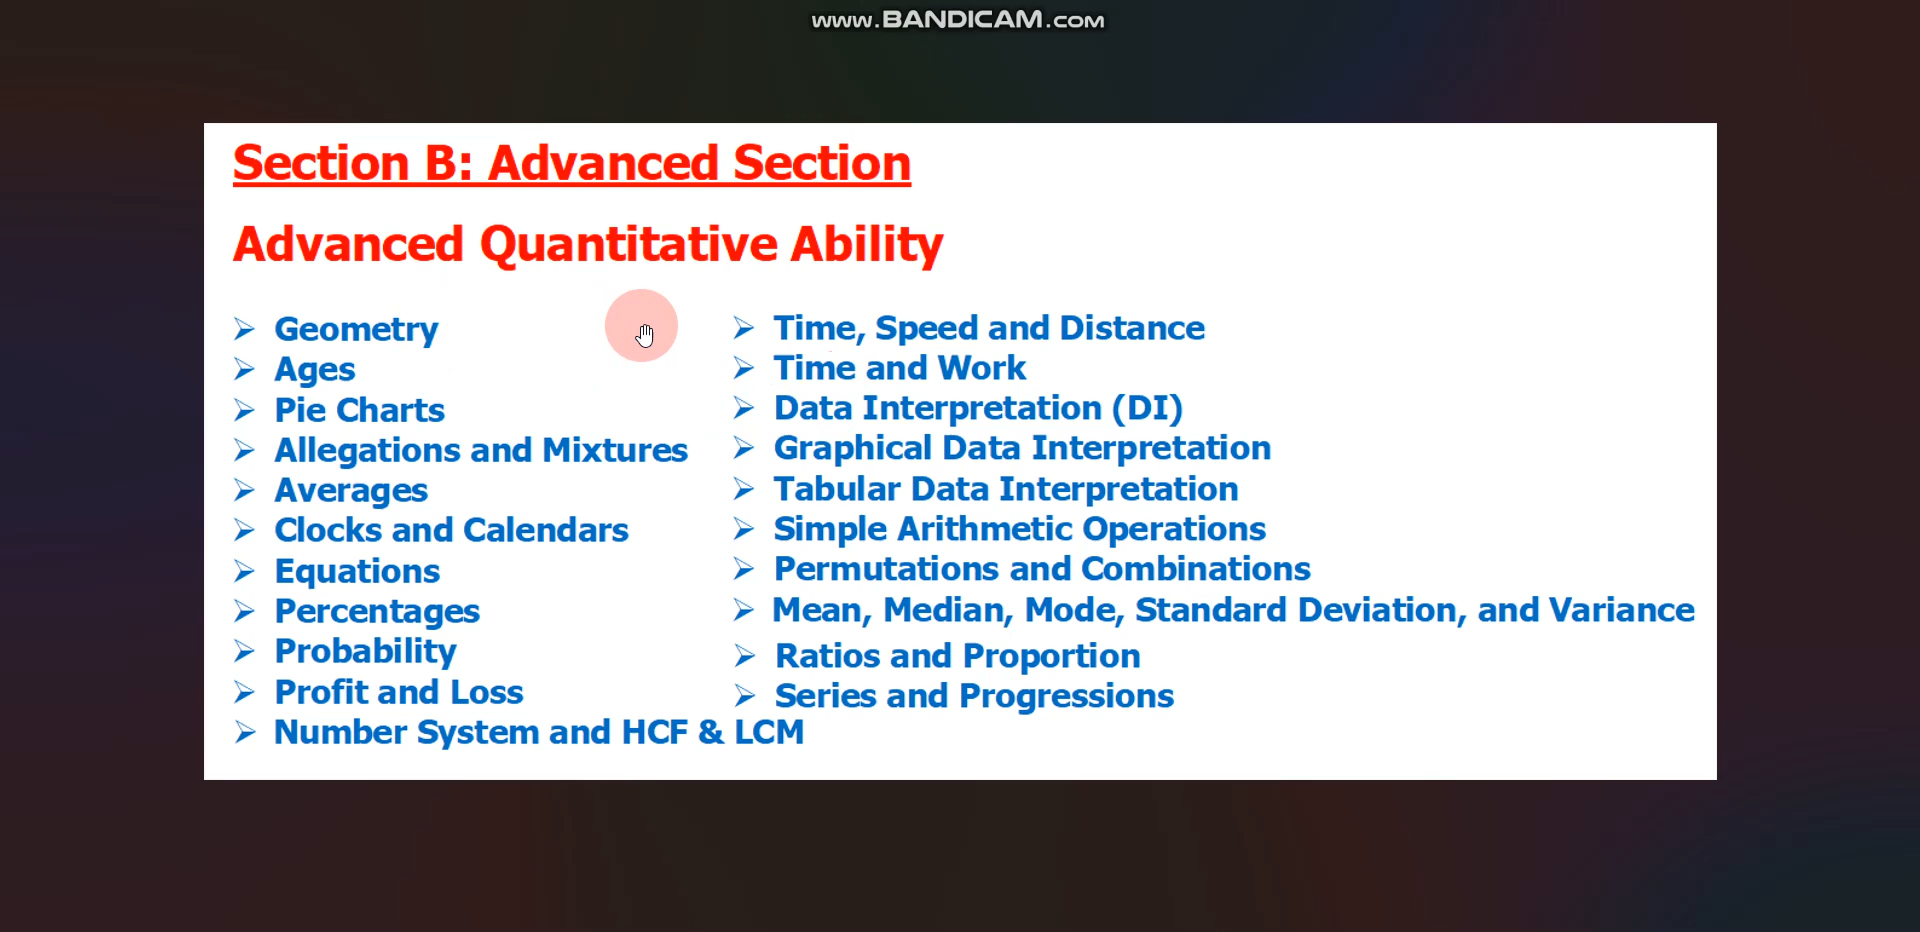 www.BANDICAM.com
Section B: Advanced Section
Advanced Quantitative Ability
Geometry
Ages
Pie Charts
Allegations and Mixtures
Averages
Clocks and Calendars
Equations
Percentages
Probability
Profit and Loss
Number System and HCF & LCM
Time, Speed and Distance
Time and Work
Data Interpretation (DI)
Graphical Data Interpretation
Tabular Data Interpretation
Simple Arithmetic Operations
Permutations and Combinations
Mean, Median, Mode, Standard Deviation, and Variance
Ratios and Proportion
Series and Progressions